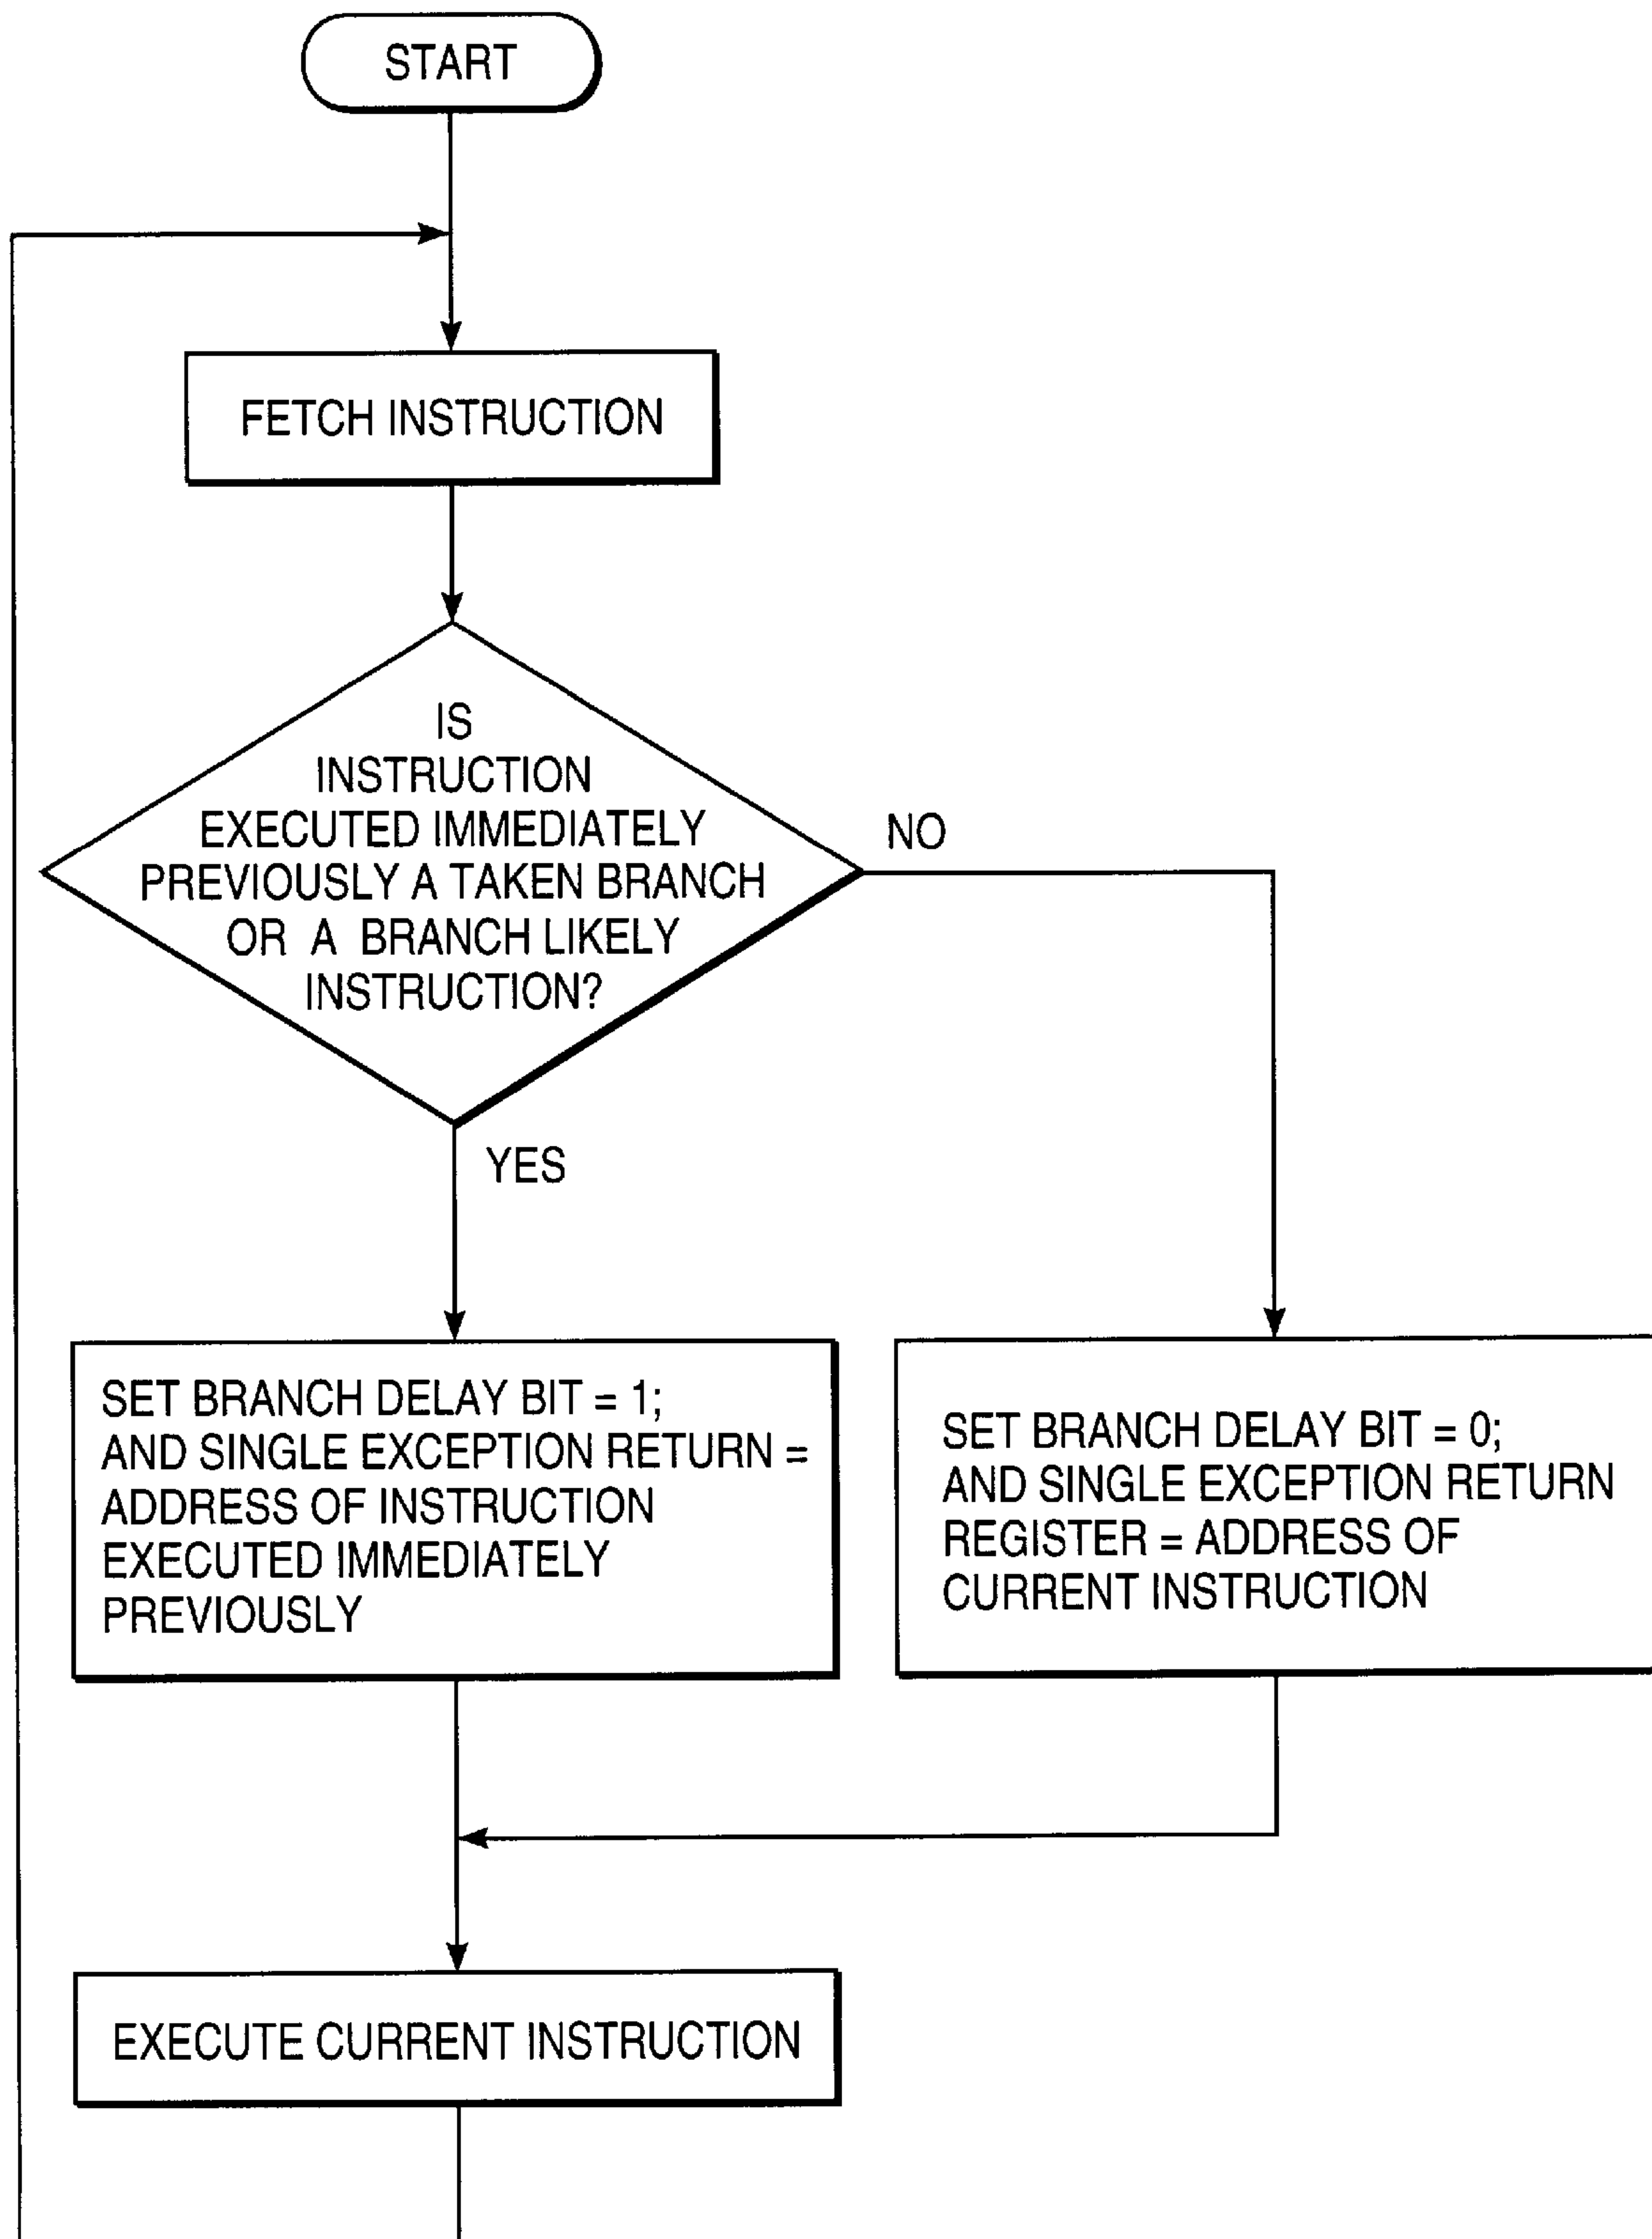 START
FETCH INSTRUCTION
IS
INSTRUCTION
EXECUTED IMMEDIATELY
PREVIOUSLY A TAKEN BRANCH
OR A BRANCH LIKELY
INSTRUCTION?
NO
YES
SET BRANCH DELAY BIT = 1;
AND SINGLE EXCEPTION RETURN =
ADDRESS OF INSTRUCTION
EXECUTED IMMEDIATELY
PREVIOUSLY
SET BRANCH DELAY BIT = 0;
AND SINGLE EXCEPTION RETURN
REGISTER = ADDRESS OF
CURRENT INSTRUCTION
EXECUTE CURRENT INSTRUCTION